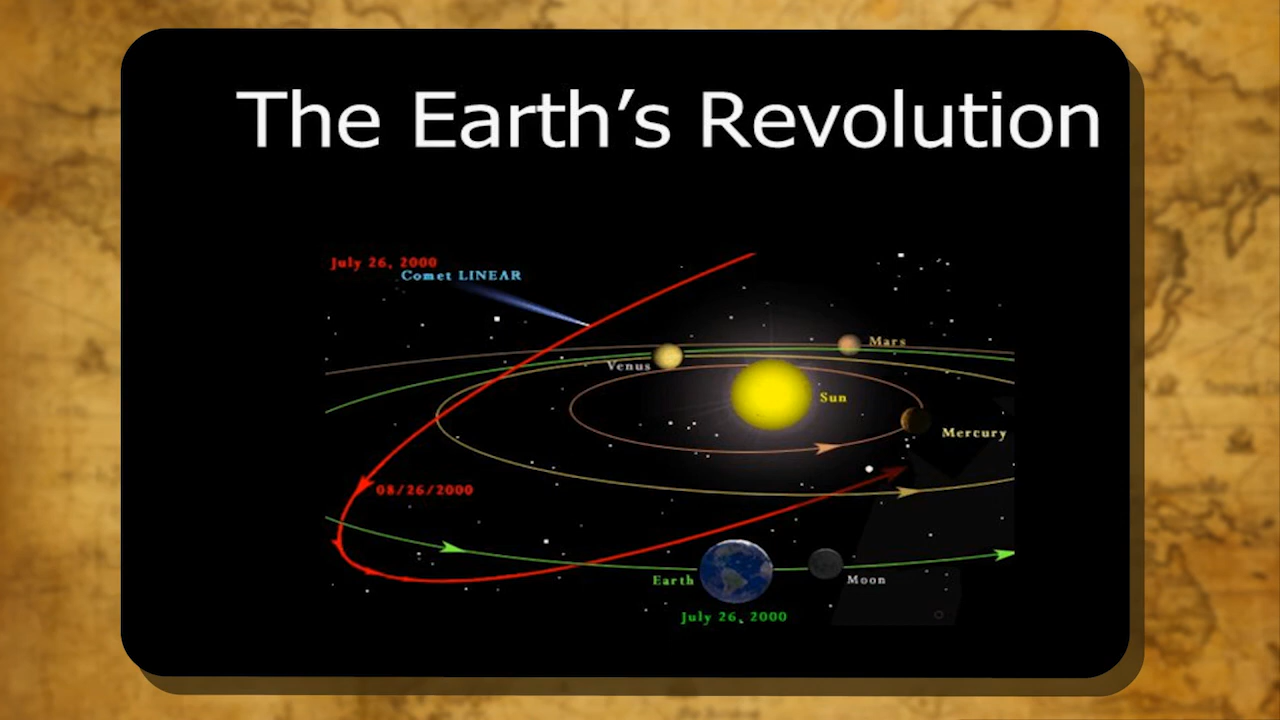 The Earth’s Revolution
July 26, 2000
Comet LINEAR
Mars
Venus
Sun
Mercury
08/26/2000
Earth
Moon
July 26, 2000